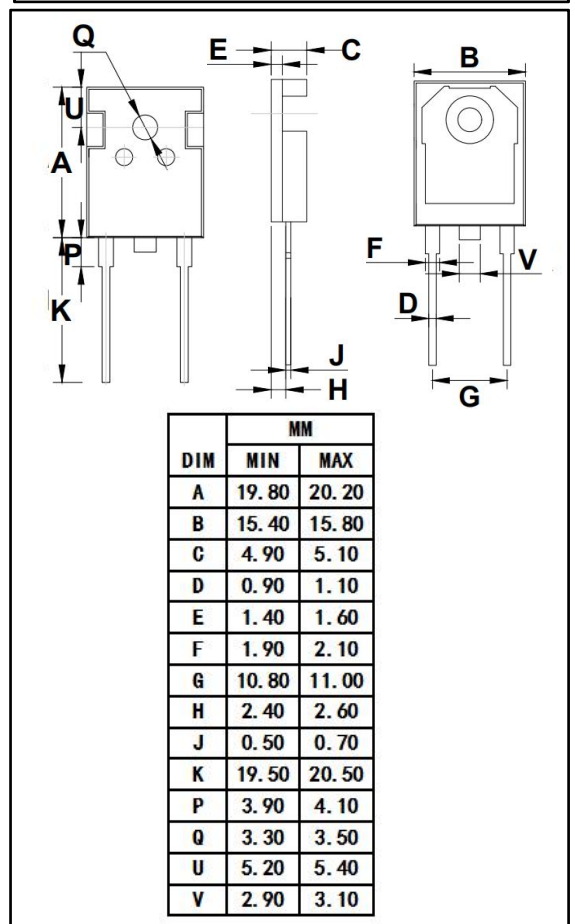 Q
E
C
B
U
A
P
F
V
K
D
J
H
G
MM
DIM MIN MAX
A 19.80 20.20
B 15.40 15.80
C 4.90 5.10
D 0.90 1.10
E 1.40 1.60
F 1.90 2.10
G 10.80 11.00
H 2.40 2.60
J 0.50 0.70
K 19.50 20.50
P 3.90 4.10
Q 3.30 3.50
U 5.20 5.40
V 2.90 3.10